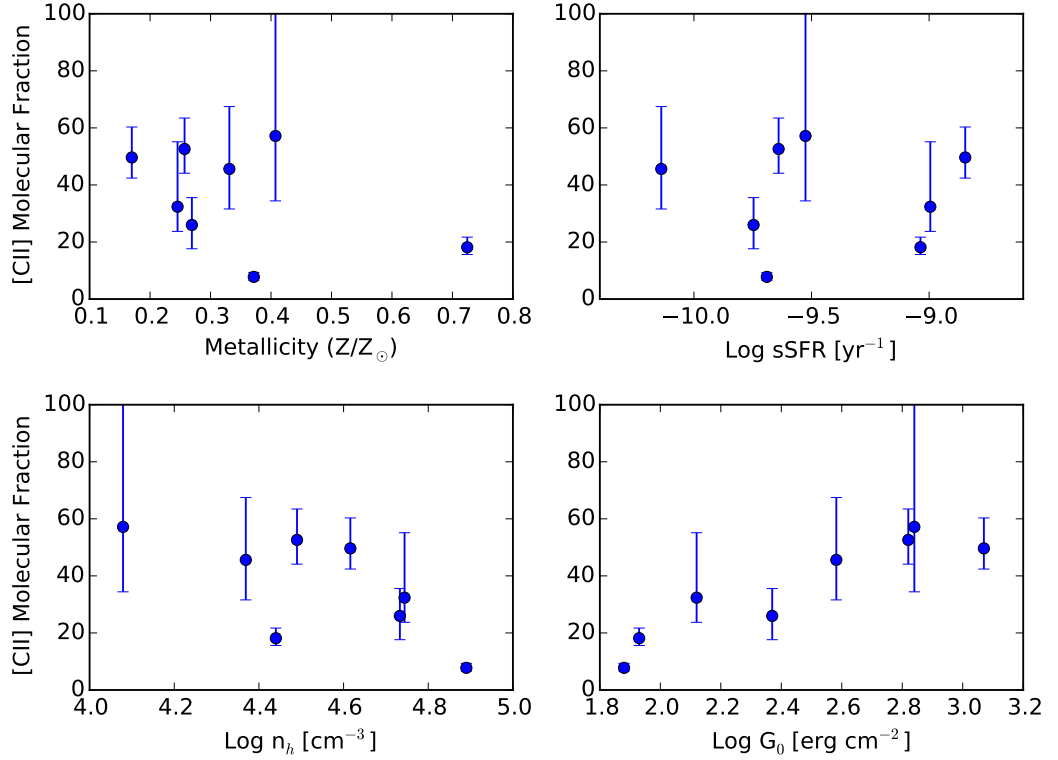 100
80
60
40
20
0
[CII] Molecular Fraction
0.1 0.2 0.3 0.4 0.5 0.6 0.7 0.8
Metallicity (Z/Z⊙)
100
80
60
40
20
0
−10.0 −9.5 −9.0
Log sSFR [yr⁻¹]
100
80
60
40
20
0
[CII] Molecular Fraction
4.0 4.2 4.4 4.6 4.8 5.0
Log nₕ [cm⁻³]
100
80
60
40
20
0
1.8 2.0 2.2 2.4 2.6 2.8 3.0 3.2
Log G₀ [erg cm⁻²]